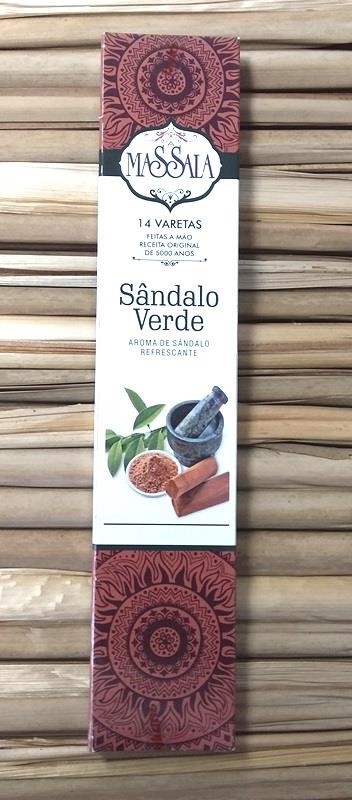 MASSALA
14 VARETAS
FEITAS A MÃO
RECEITA ORIGINAL
DE 5000 ANOS
Sândalo
Verde
AROMA DE SÂNDALO
REFRESCANTE